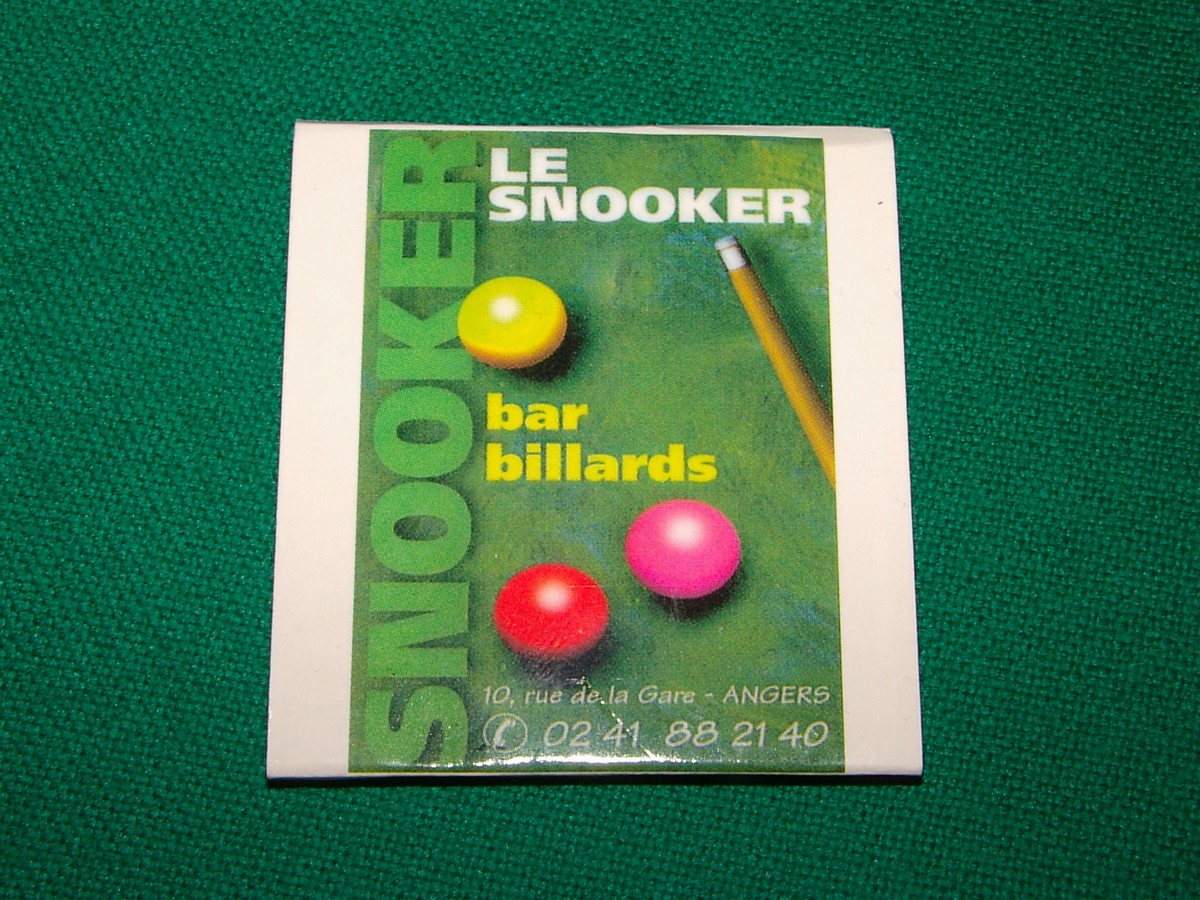 SNOOKER
LE
SNOOKER
bar
billards
10, rue de la Gare - ANGERS
02 41 88 21 40